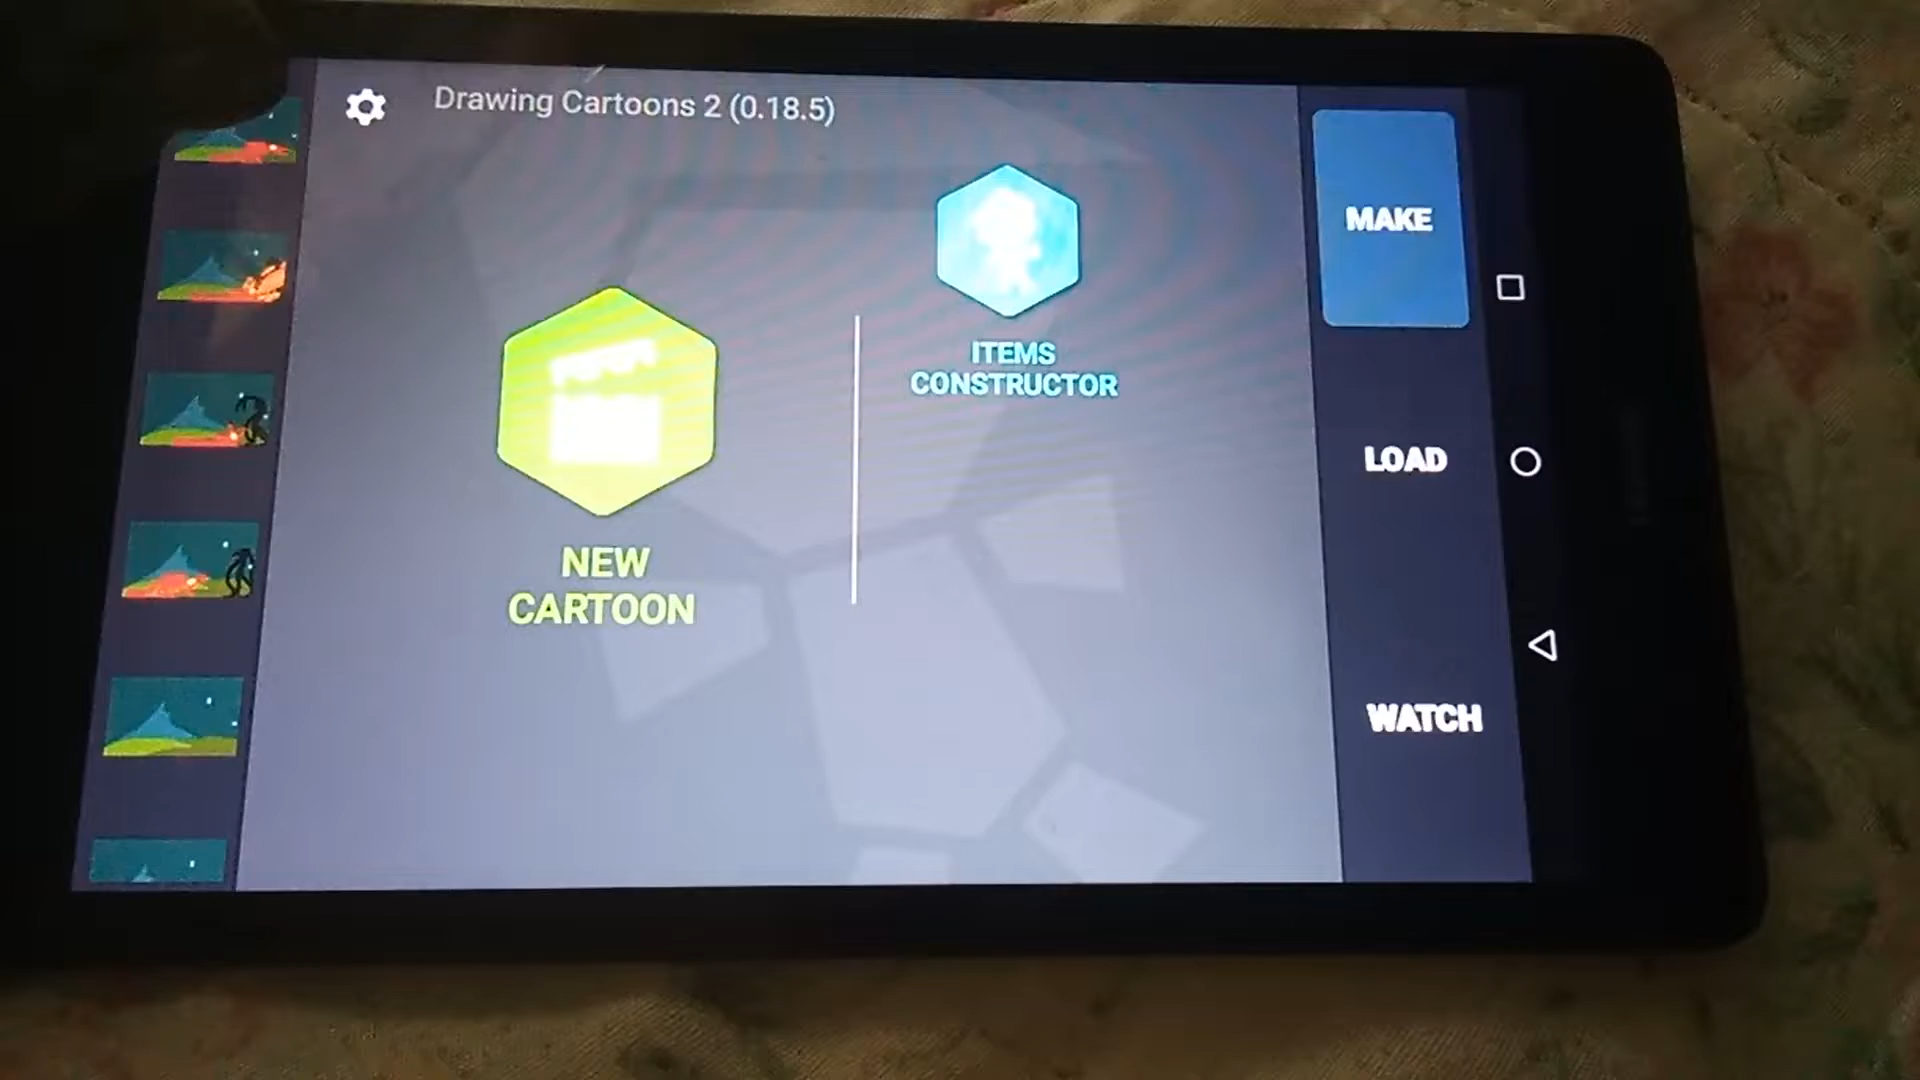 Drawing Cartoons 2 (0.18.5)
NEW
CARTOON
ITEMS
CONSTRUCTOR
MAKE
LOAD
WATCH